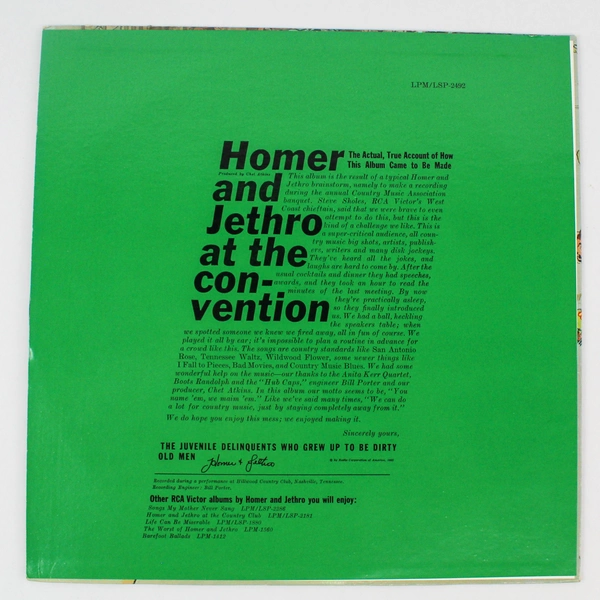 LPM/LSP-2492
Homer
and
Jethro
at the
con-
vention
Produced by Chet Atkins
The Actual, True Account of How
This Album Came to Be Made
This album is the result of a typical Homer and
Jethro brainstorm, namely to make a recording
during the annual Country Music Association
banquet. Steve Sholes, RCA Victor's West
Coast chieftain, said that we were brave to even
attempt to do this, but this is the
kind of a challenge we like. This is
a super-critical audience, all coun-
try music big shots, artists, publish-
ers, writers and many disk jockeys.
They've heard all the jokes, and
laughs are hard to come by. After the
usual cocktails and dinner they had speeches,
awards, and they took an hour to read the
minutes of the last meeting. By now
they're practically asleep,
so they finally introduced
us. We had a ball, heckling
the speakers table; when
we spotted someone we knew we fired away, all in fun of course. We
played it all by ear; it's impossible to plan a routine in advance for
a crowd like this. The songs are country standards like San Antonio
Rose, Tennessee Waltz, Wildwood Flower, some newer things like
I Fall to Pieces, Bad Movies, and Country Music Blues. We had some
wonderful help on the music—our thanks to the Anita Kerr Quartet,
Boots Randolph and the "Hub Caps," engineer Bill Porter and our
producer, Chet Atkins. In this album our motto seems to be, "You
name 'em, we maim 'em." Like we've said many times, "We can do
a lot for country music, just by staying completely away from it."
We do hope you enjoy this mess; we enjoyed making it.
Sincerely yours,
THE JUVENILE DELINQUENTS WHO GREW UP TO BE DIRTY
OLD MEN
Homer & Jethro
© by Radio Corporation of America, 1962
Recorded during a performance at Hillwood Country Club, Nashville, Tennessee.
Recording Engineer: Bill Porter.
Other RCA Victor albums by Homer and Jethro you will enjoy:
Songs My Mother Never Sang LPM/LSP-2286
Homer and Jethro at the Country Club LPM/LSP-2181
Life Can Be Miserable LPM/LSP-1880
The Worst of Homer and Jethro LPM-1560
Barefoot Ballads LPM-1412